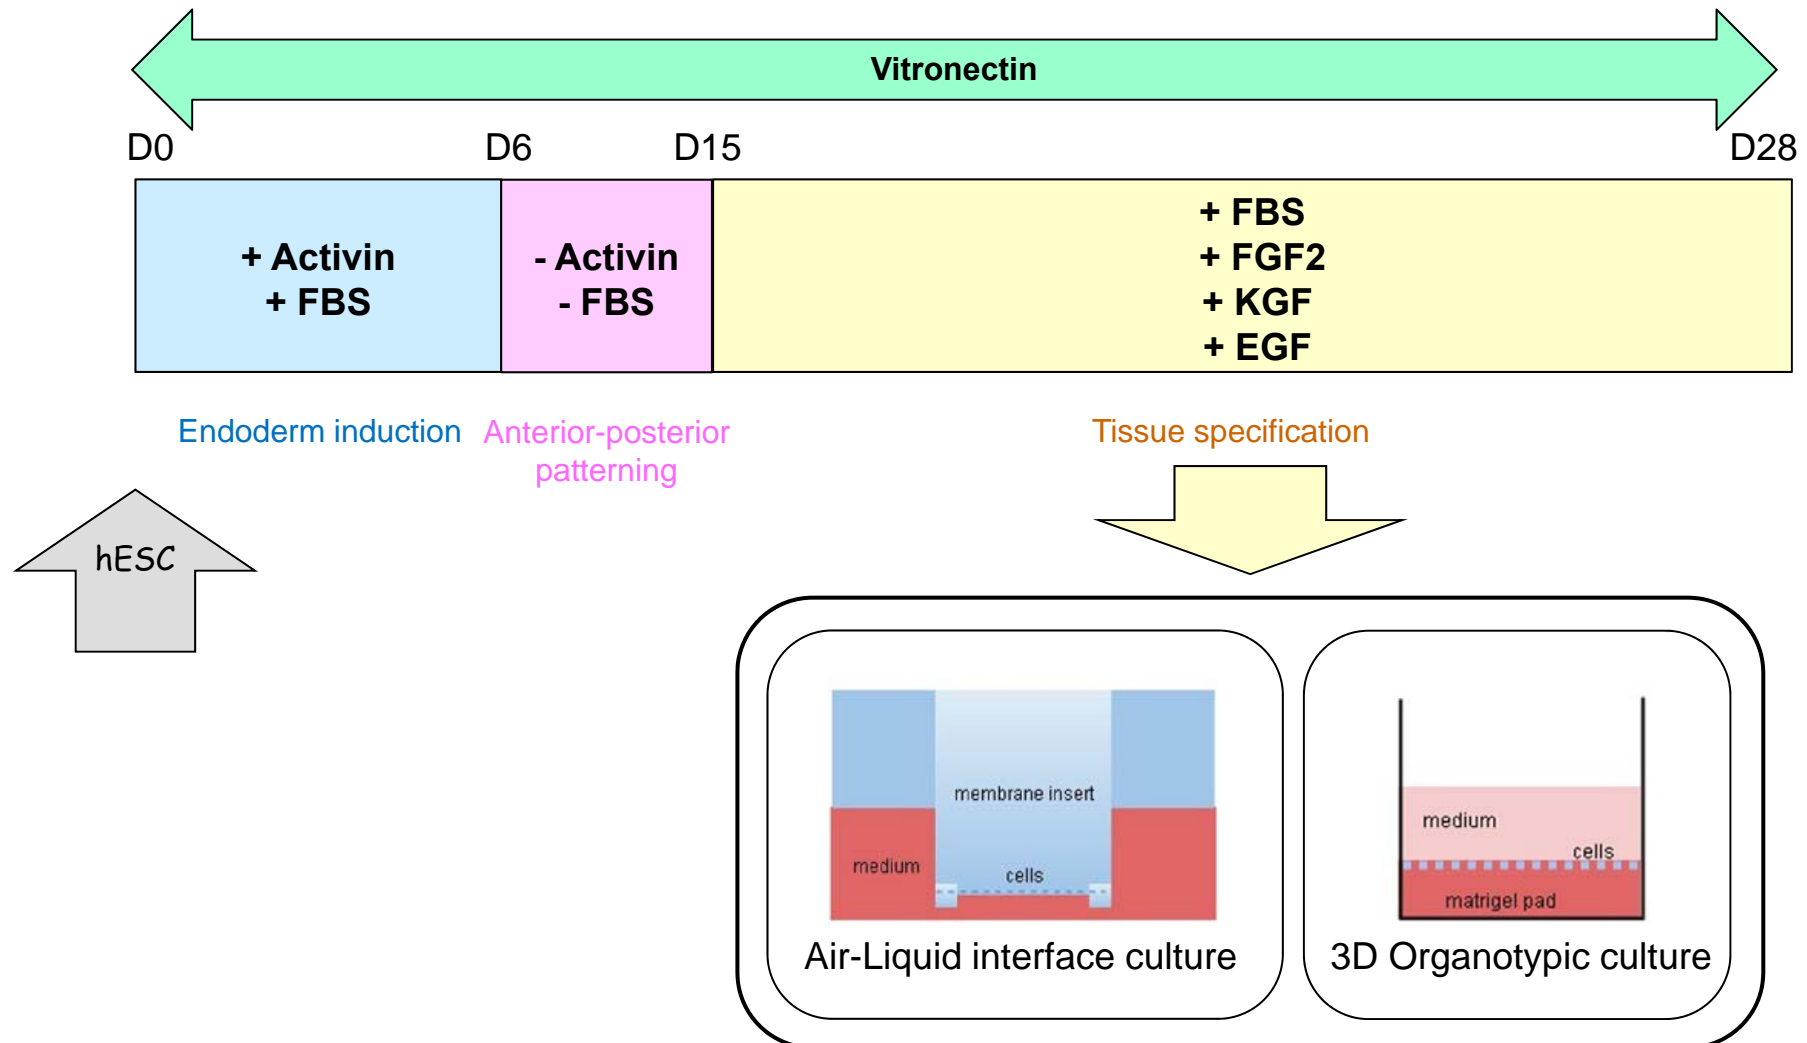 Vitronectin
D0 D6 D15 D28
+ Activin
+ FBS
- Activin
- FBS
+ FBS
+ FGF2
+ KGF
+ EGF
Endoderm induction
Anterior-posterior
patterning
Tissue specification
hESC
membrane insert
medium
cells
Air-Liquid interface culture
medium
cells
matrigel pad
3D Organotypic culture